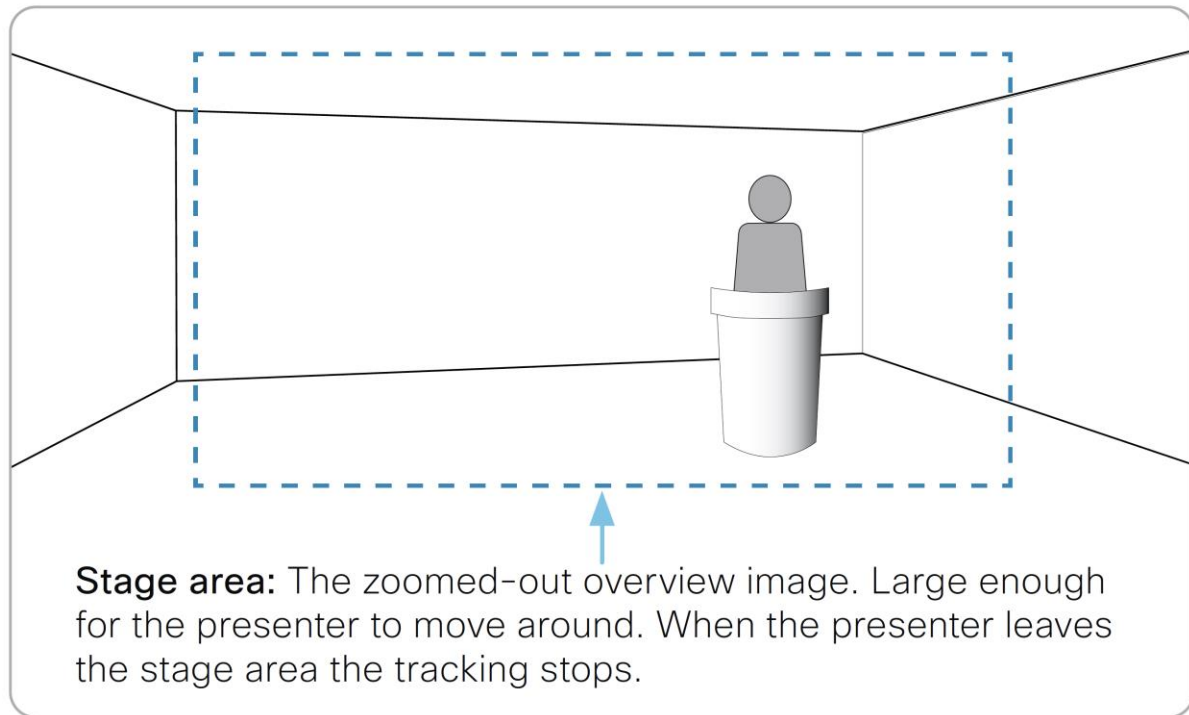 Stage area: The zoomed-out overview image. Large enough
for the presenter to move around. When the presenter leaves
the stage area the tracking stops.